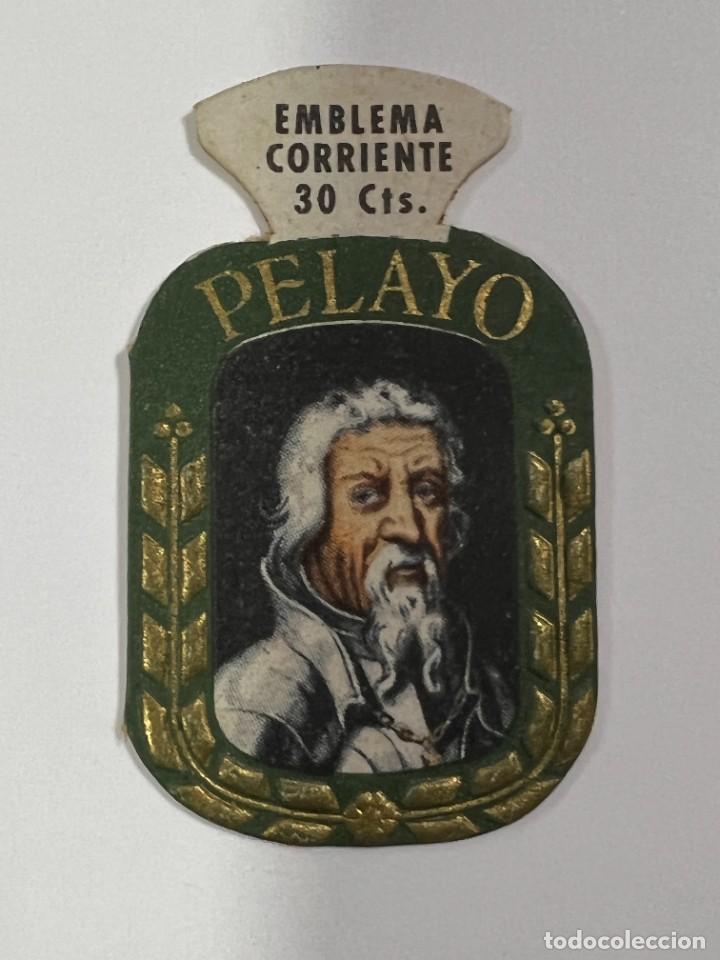 EMBLEMA
CORRIENTE
30 Cts.
PELAYO
todocoleccion